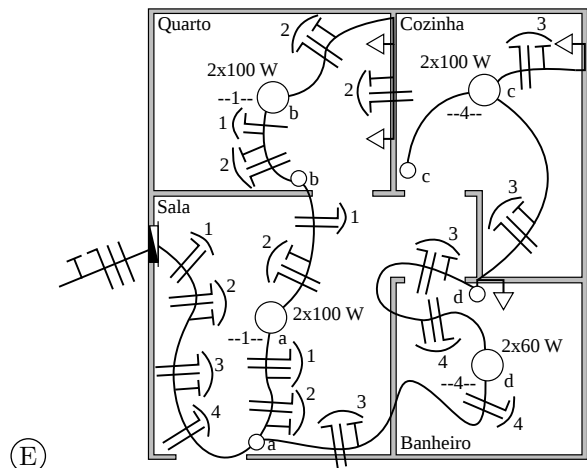 Quarto
Cozinha
2
3
2x100 W
2x100 W
2
--1--
b
c
--4--
1
2
b
c
Sala
3
1
1
3
2
2
d
2x100 W
--1--
a
2x60 W
4
1
--4--
d
3
2
3
4
4
a
Banheiro
E